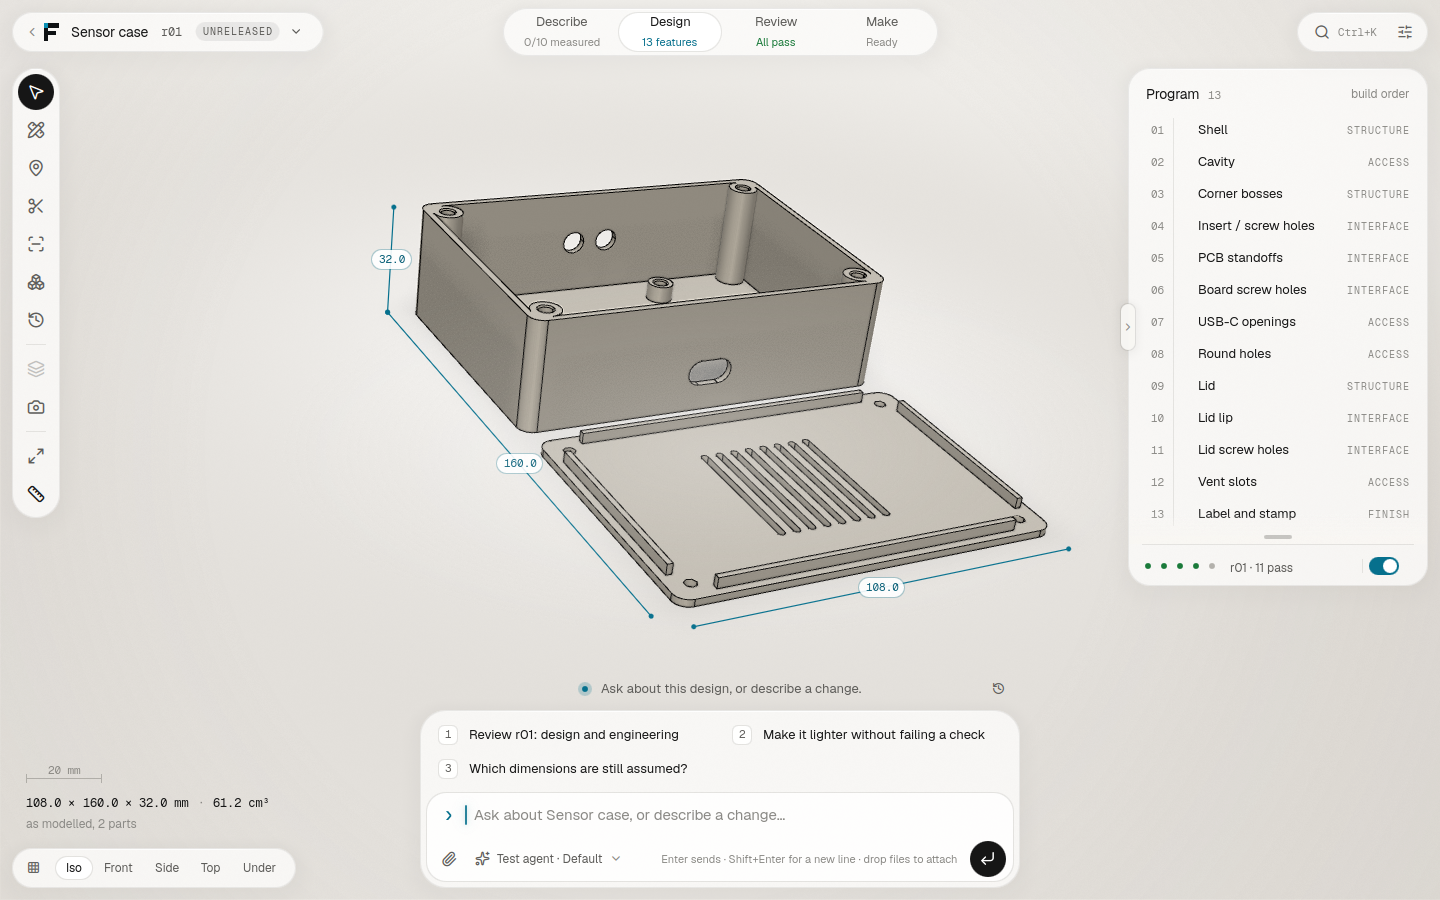 Sensor case r01 UNRELEASED
Describe
0/10 measured
Design
13 features
Review
All pass
Make
Ready
Ctrl+K
Program 13 build order
01 Shell STRUCTURE
02 Cavity ACCESS
03 Corner bosses STRUCTURE
04 Insert / screw holes INTERFACE
05 PCB standoffs INTERFACE
06 Board screw holes INTERFACE
07 USB-C openings ACCESS
08 Round holes ACCESS
09 Lid STRUCTURE
10 Lid lip INTERFACE
11 Lid screw holes INTERFACE
12 Vent slots ACCESS
13 Label and stamp FINISH
r01 · 11 pass
32.0
160.0
108.0
Ask about this design, or describe a change.
1 Review r01: design and engineering
2 Make it lighter without failing a check
3 Which dimensions are still assumed?
Ask about Sensor case, or describe a change...
Test agent · Default
Enter sends · Shift+Enter for a new line · drop files to attach
20 mm
108.0 × 160.0 × 32.0 mm · 61.2 cm³
as modelled, 2 parts
Iso Front Side Top Under